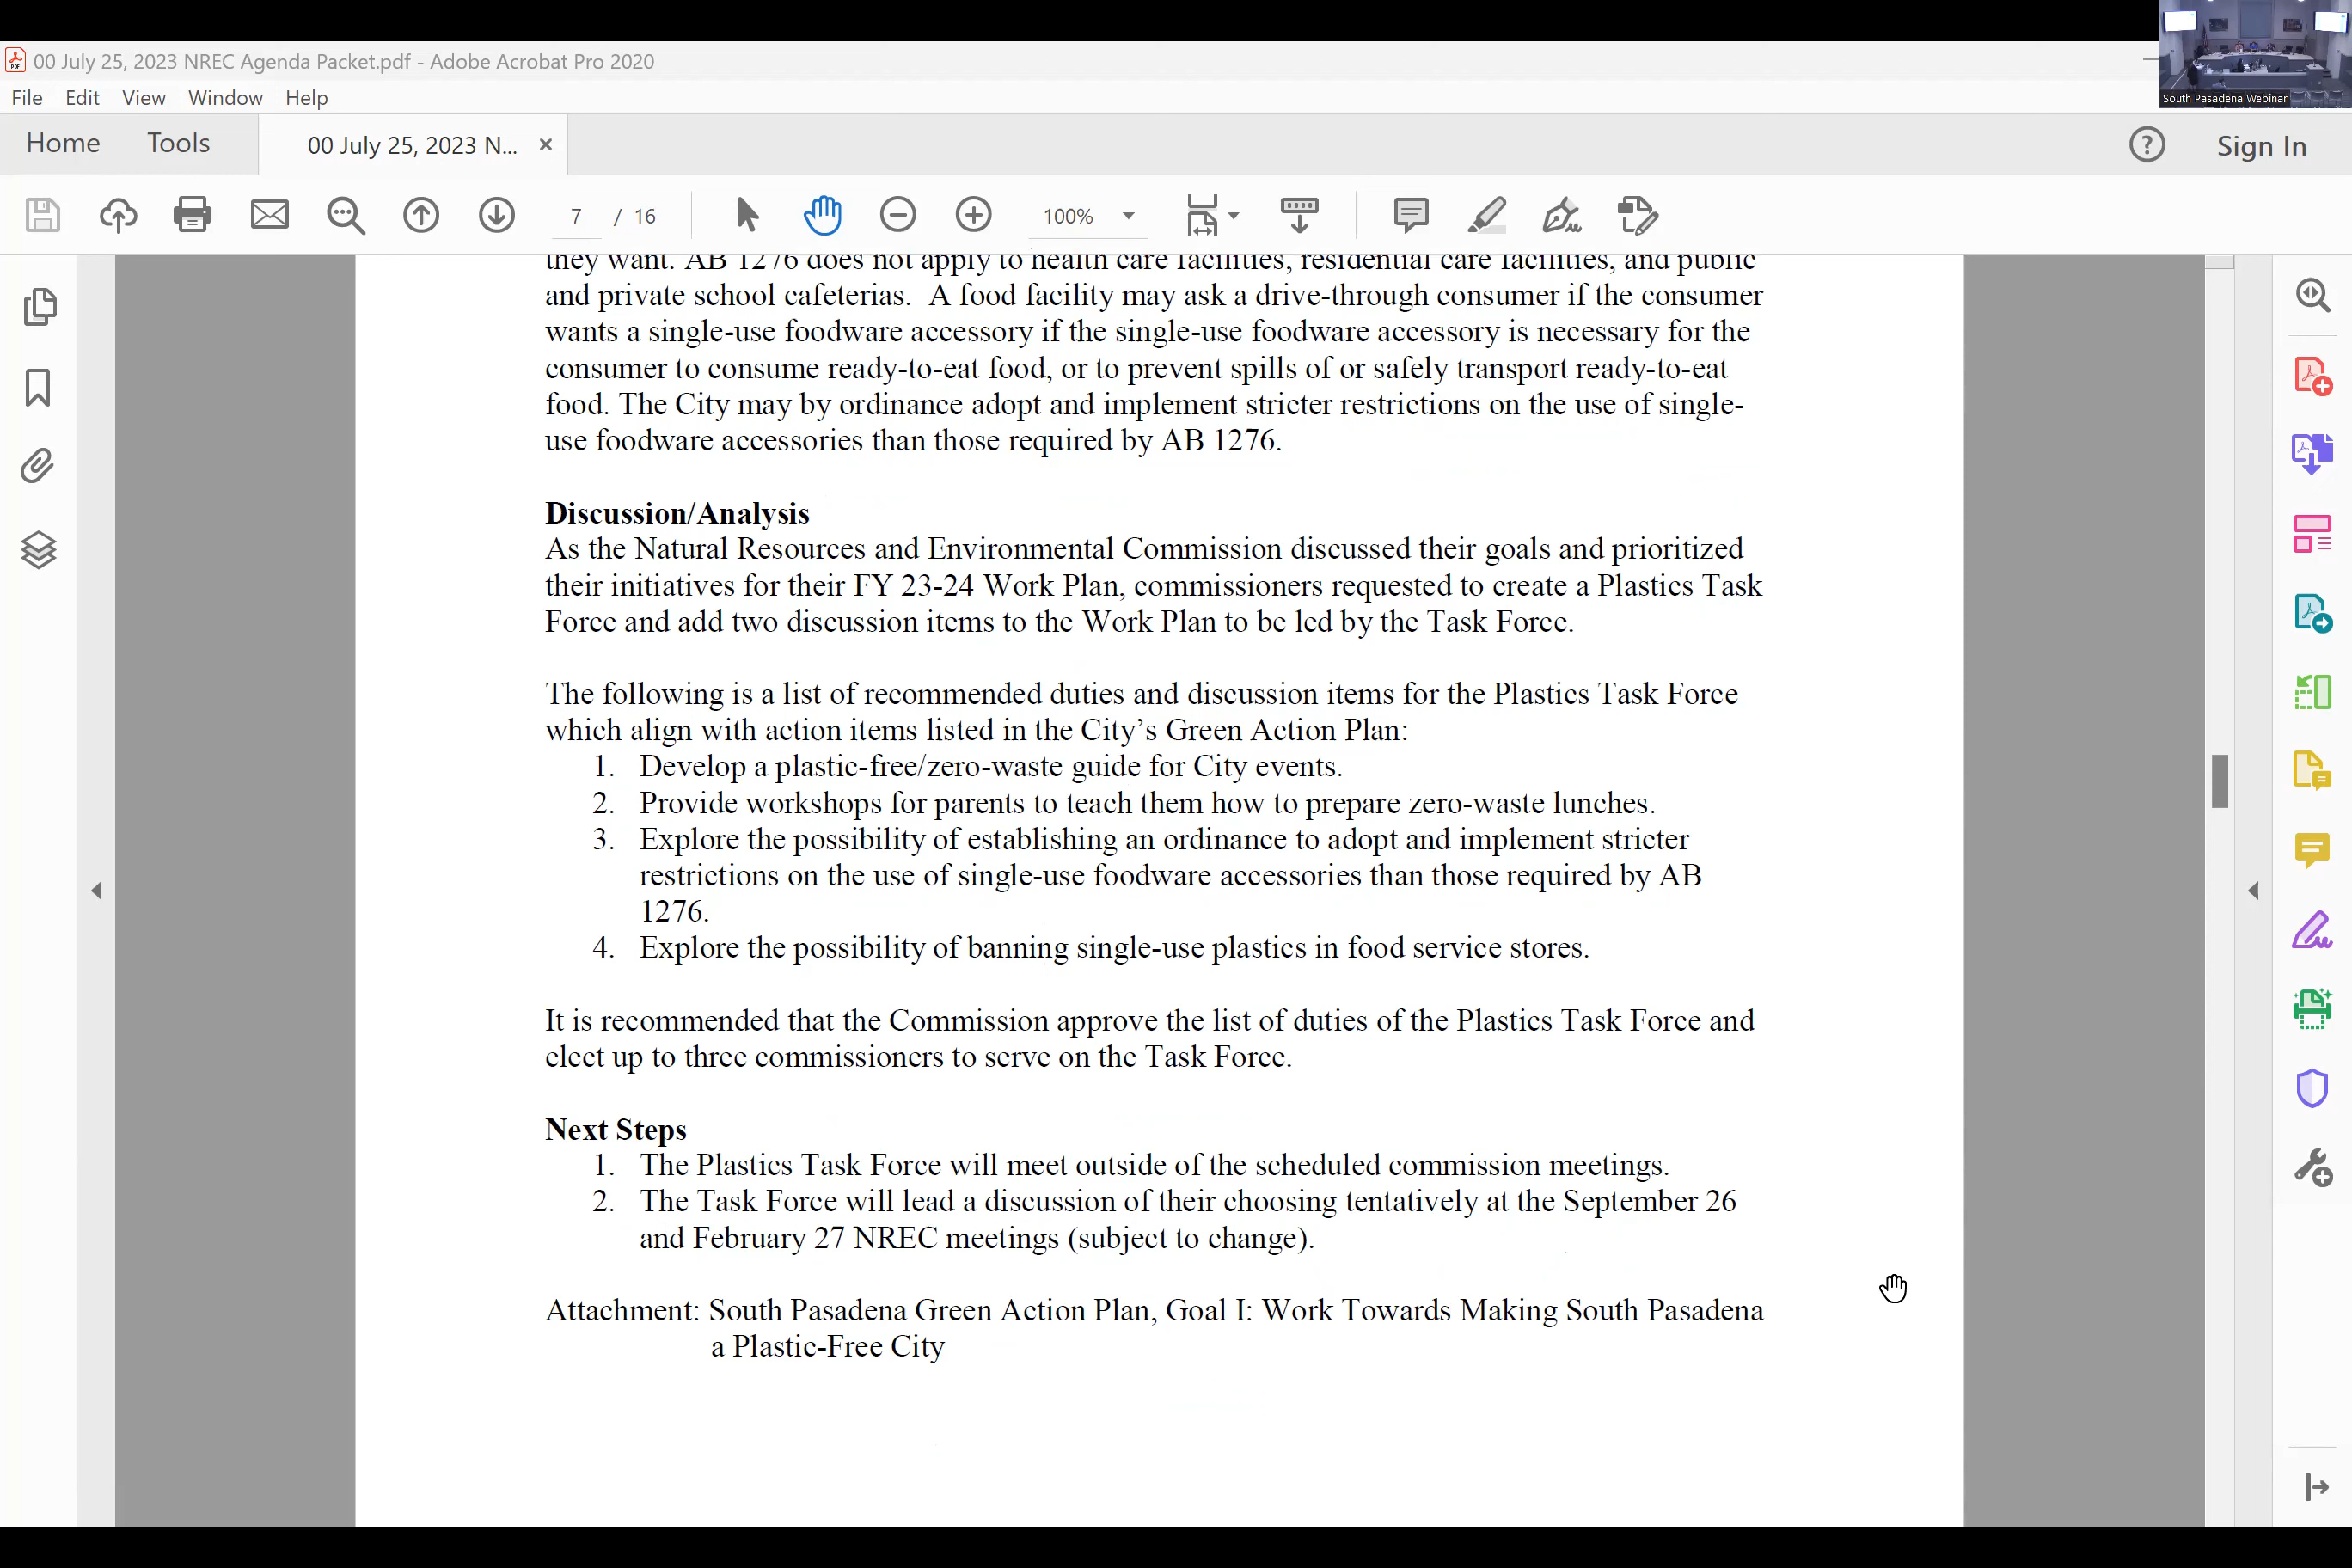 00 July 25, 2023 NREC Agenda Packet.pdf - Adobe Acrobat Pro 2020
South Pasadena Webinar
File Edit View Window Help
Home Tools 00 July 25, 2023 N... ×
? Sign In
7 / 16 100%
they want. AB 1276 does not apply to health care facilities, residential care facilities, and public
and private school cafeterias. A food facility may ask a drive-through consumer if the consumer
wants a single-use foodware accessory if the single-use foodware accessory is necessary for the
consumer to consume ready-to-eat food, or to prevent spills of or safely transport ready-to-eat
food. The City may by ordinance adopt and implement stricter restrictions on the use of single-
use foodware accessories than those required by AB 1276.
Discussion/Analysis
As the Natural Resources and Environmental Commission discussed their goals and prioritized
their initiatives for their FY 23-24 Work Plan, commissioners requested to create a Plastics Task
Force and add two discussion items to the Work Plan to be led by the Task Force.
The following is a list of recommended duties and discussion items for the Plastics Task Force
which align with action items listed in the City's Green Action Plan:
1. Develop a plastic-free/zero-waste guide for City events.
2. Provide workshops for parents to teach them how to prepare zero-waste lunches.
3. Explore the possibility of establishing an ordinance to adopt and implement stricter
restrictions on the use of single-use foodware accessories than those required by AB
1276.
4. Explore the possibility of banning single-use plastics in food service stores.
It is recommended that the Commission approve the list of duties of the Plastics Task Force and
elect up to three commissioners to serve on the Task Force.
Next Steps
1. The Plastics Task Force will meet outside of the scheduled commission meetings.
2. The Task Force will lead a discussion of their choosing tentatively at the September 26
and February 27 NREC meetings (subject to change).
Attachment: South Pasadena Green Action Plan, Goal I: Work Towards Making South Pasadena
a Plastic-Free City